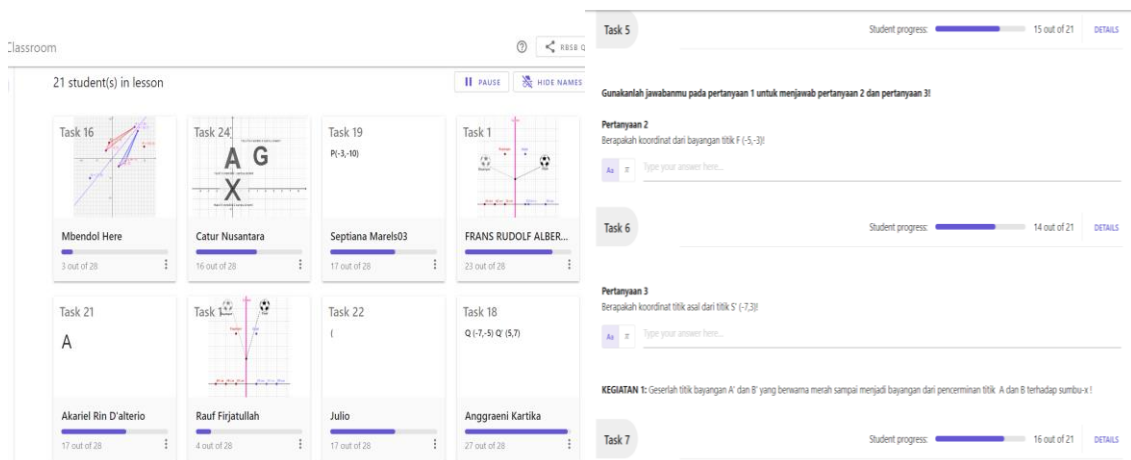 Classroom
RBSB Q
21 student(s) in lesson
PAUSE
HIDE NAMES
Task 16
Mbendol Here
3 out of 28
Task 24
A G
X
Catur Nusantara
16 out of 28
Task 19
P(-3,-10)
Septiana Marels03
17 out of 28
Task 1
FRANS RUDOLF ALBER...
23 out of 28
Task 21
A
Akariel Rin D'alterio
17 out of 28
Task 1
Rauf Firjatullah
4 out of 28
Task 22
(
Julio
17 out of 28
Task 18
Q (-7,-5) Q' (5,7)
Anggraeni Kartika
27 out of 28
Task 5
Student progress: 15 out of 21 DETAILS
Gunakanlah jawabanmu pada pertanyaan 1 untuk menjawab pertanyaan 2 dan pertanyaan 3!
Pertanyaan 2
Berapakah koordinat dari bayangan titik F (-5,-3)!
Aa π Type your answer here...
Task 6
Student progress: 14 out of 21 DETAILS
Pertanyaan 3
Berapakah koordinat titik asal dari titik S' (-7,3)!
Aa π Type your answer here...
KEGIATAN 1: Geserlah titik bayangan A' dan B' yang berwarna merah sampai menjadi bayangan dari pencerminan titik A dan B terhadap sumbu-x !
Task 7
Student progress: 16 out of 21 DETAILS